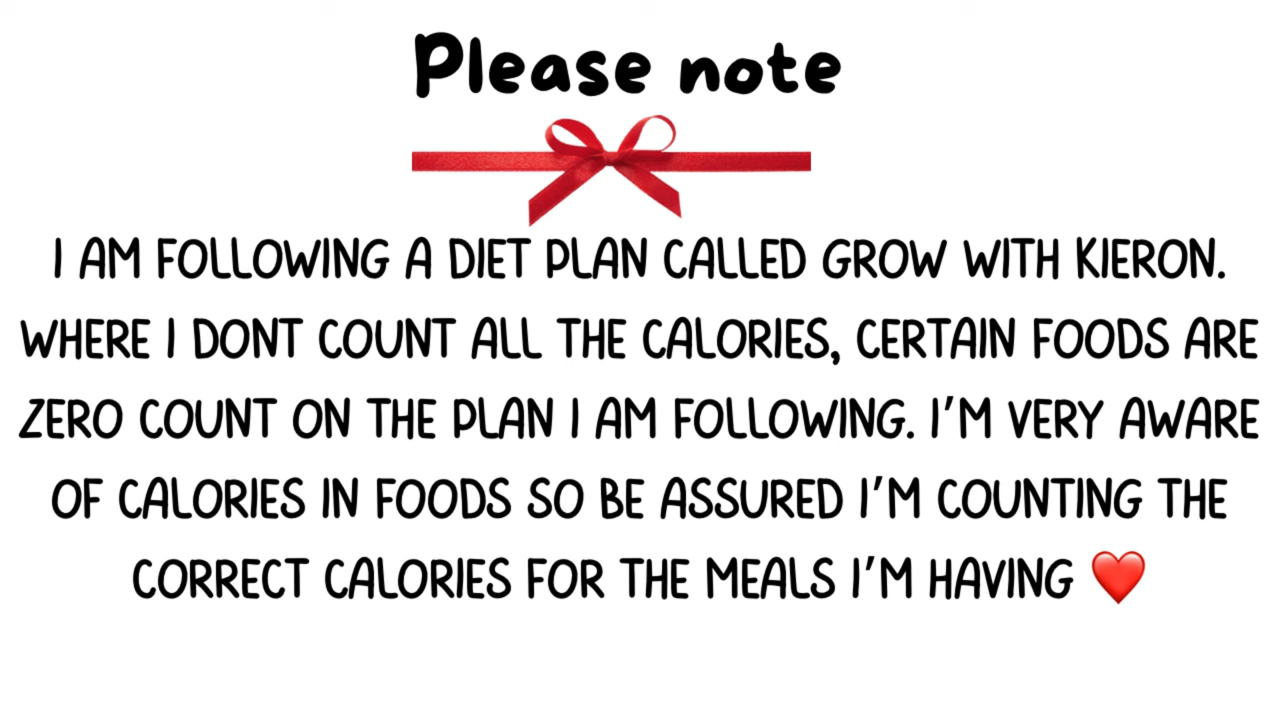 Please note
I AM FOLLOWING A DIET PLAN CALLED GROW WITH KIERON.
WHERE I DONT COUNT ALL THE CALORIES, CERTAIN FOODS ARE
ZERO COUNT ON THE PLAN I AM FOLLOWING. I'M VERY AWARE
OF CALORIES IN FOODS SO BE ASSURED I'M COUNTING THE
CORRECT CALORIES FOR THE MEALS I'M HAVING ❤️